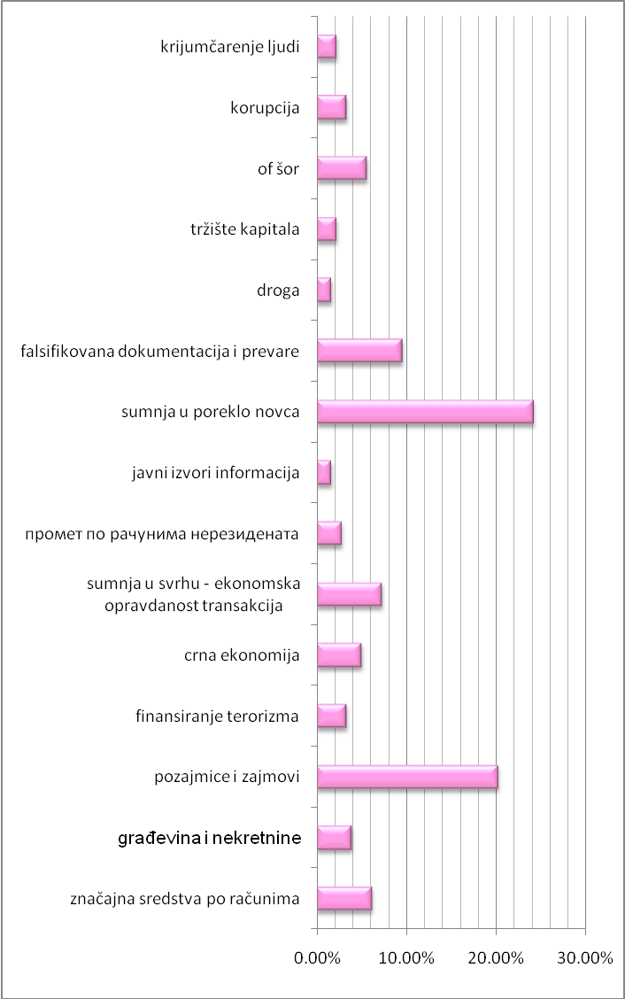 krijumčarenje ljudi
korupcija
of šor
tržište kapitala
droga
falsifikovana dokumentacija i prevare
sumnja u poreklo novca
javni izvori informacija
промет по рачунима нерезидената
sumnja u svrhu - ekonomska
opravdanost transakcija
crna ekonomija
finansiranje terorizma
pozajmice i zajmovi
građevina i nekretnine
značajna sredstva po računima
0.00% 10.00% 20.00% 30.00%